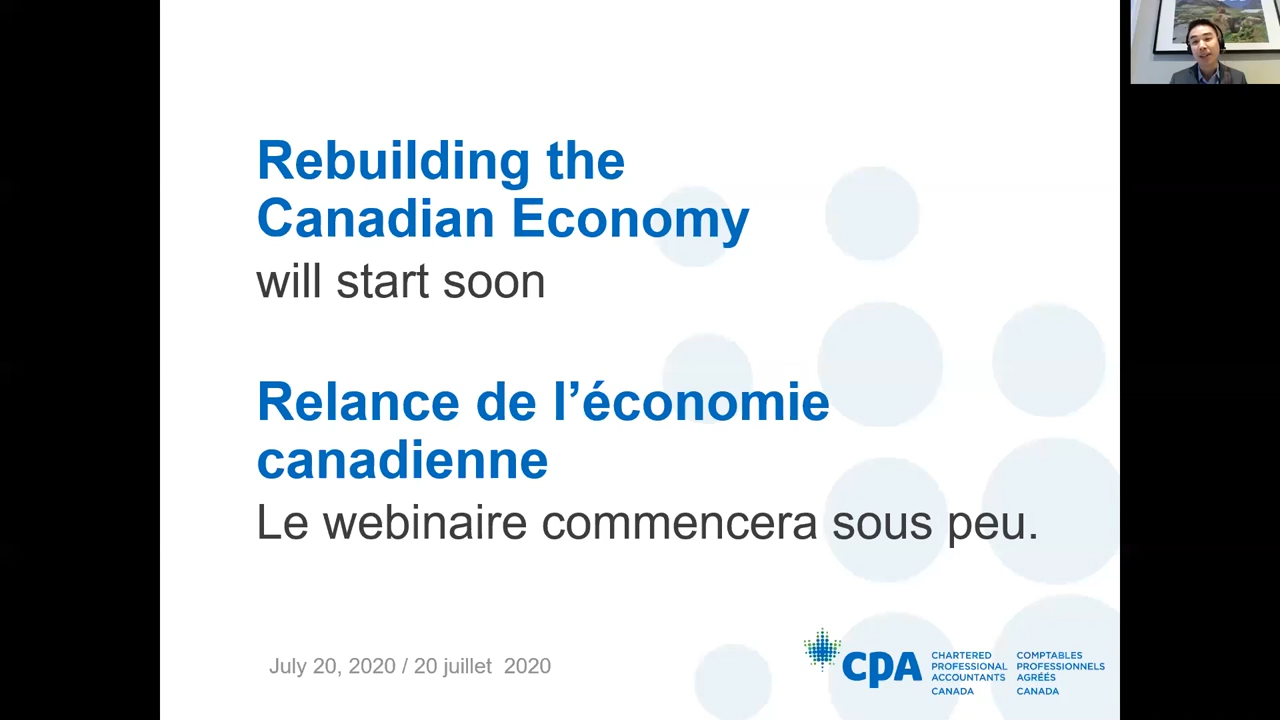 Rebuilding the
Canadian Economy
will start soon
Relance de l’économie
canadienne
Le webinaire commencera sous peu.
July 20, 2020 / 20 juillet 2020
CPA
CHARTERED
PROFESSIONAL
ACCOUNTANTS
CANADA
COMPTABLES
PROFESSIONNELS
AGRÉÉS
CANADA